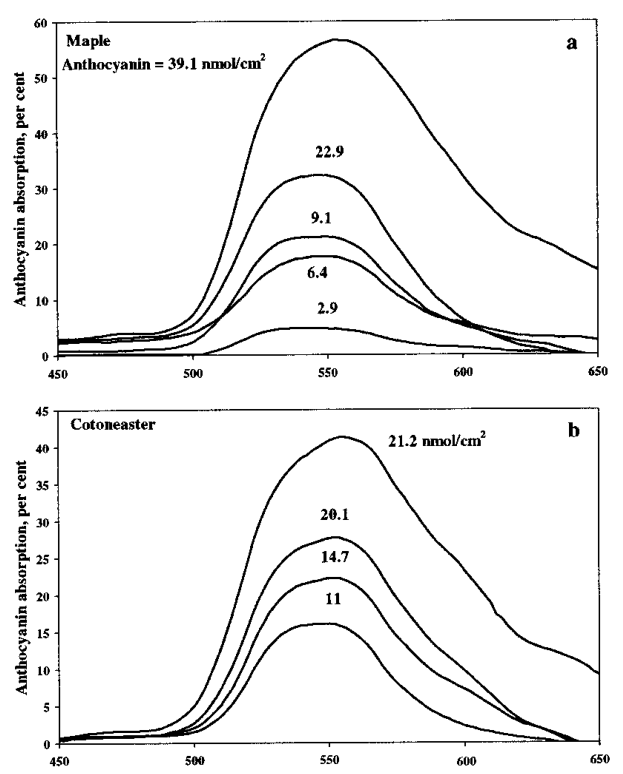 60
Maple
a
Anthocyanin = 39.1 nmol/cm²
50
40
22.9
30
9.1
20
6.4
10
2.9
0
450 500 550 600 650
Anthocyanin absorption, per cent
45
Cotoneaster
b
21.2 nmol/cm²
40
35
30
20.1
14.7
25
20
11
15
10
5
0
450 500 550 600 650
Anthocyanin absorption, per cent